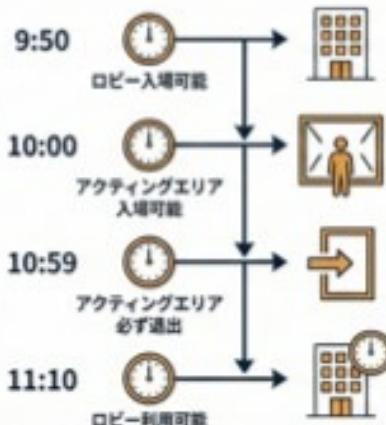 9:50
ロビー入場可能
10:00
アクティングエリア
入場可能
10:59
アクティングエリア
必ず退出
11:10
ロビー利用可能